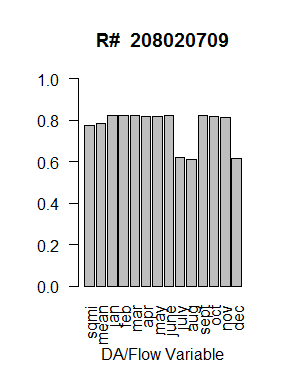 R# 208020709
1.0
0.8
0.6
0.4
0.2
0.0
sqmi
mean
jan
feb
mar
apr
may
june
july
aug
sept
oct
nov
dec
DA/Flow Variable